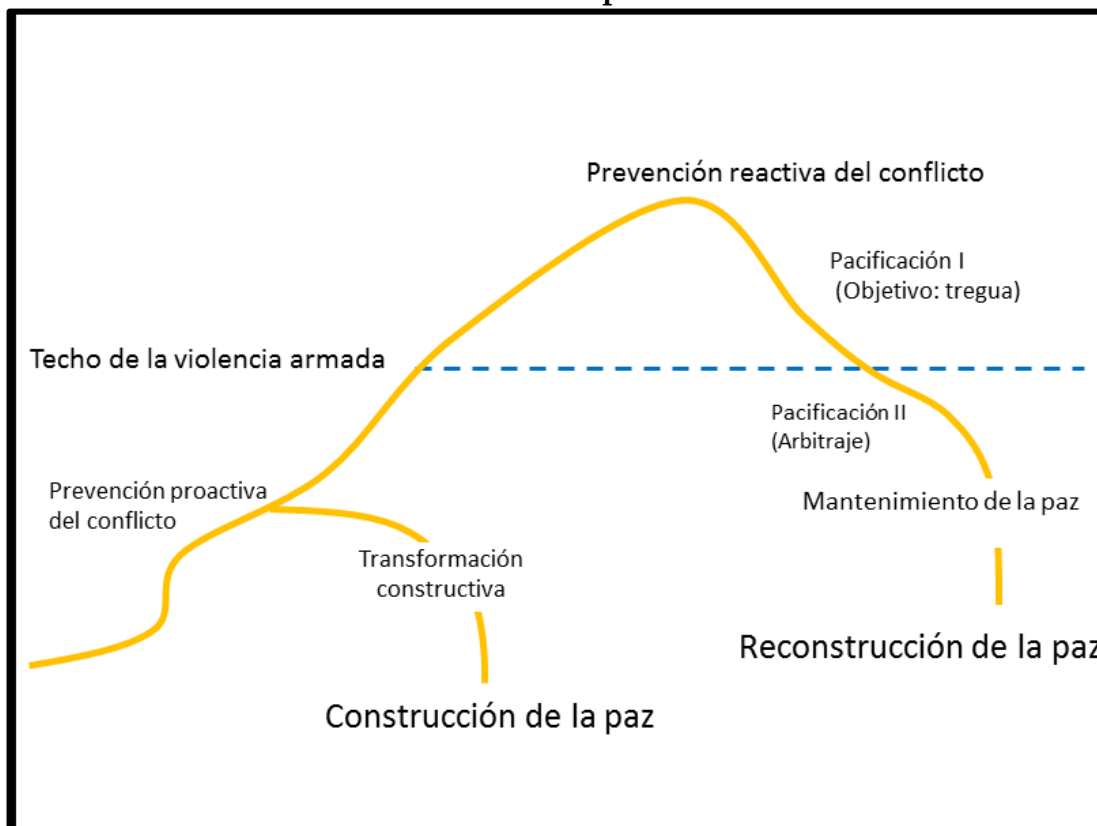 Prevención reactiva del conflicto
Pacificación I
(Objetivo: tregua)
Techo de la violencia armada
Pacificación II
(Arbitraje)
Prevención proactiva
del conflicto
Mantenimiento de la paz
Transformación
constructiva
Reconstrucción de la paz
Construcción de la paz